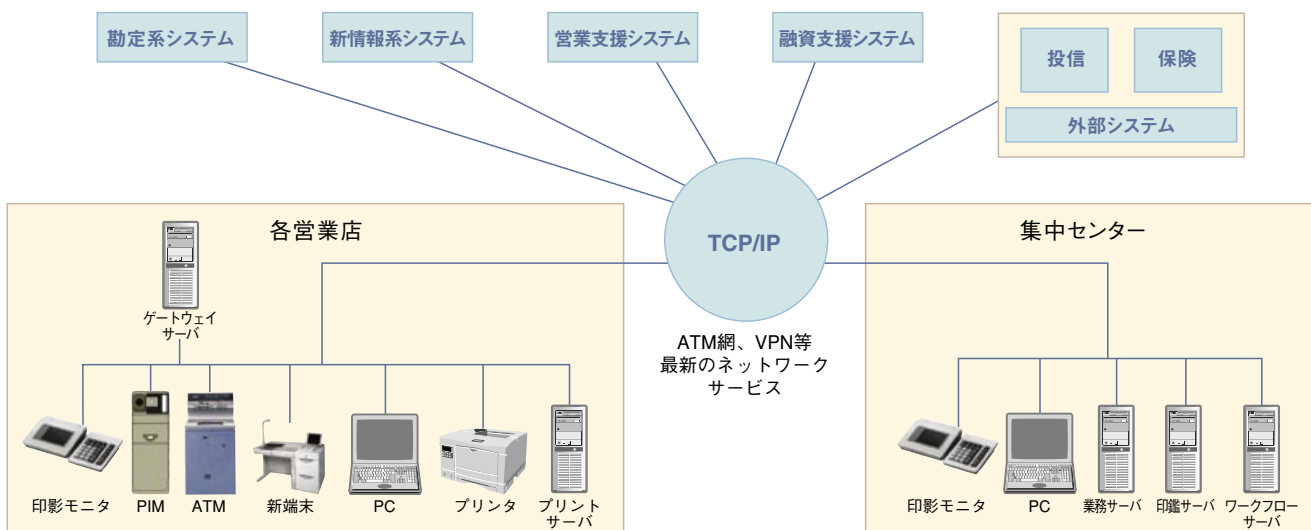 勘定系システム
新情報系システム
営業支援システム
融資支援システム
投信
保険
外部システム
各営業店
TCP/IP
集中センター
ゲートウェイ
サーバ
ATM網、VPN等
最新のネットワーク
サービス
印影モニタ
PIM
ATM
新端末
PC
プリンタ
プリント
サーバ
印影モニタ
PC
業務サーバ
印鑑サーバ
ワークフロー
サーバ